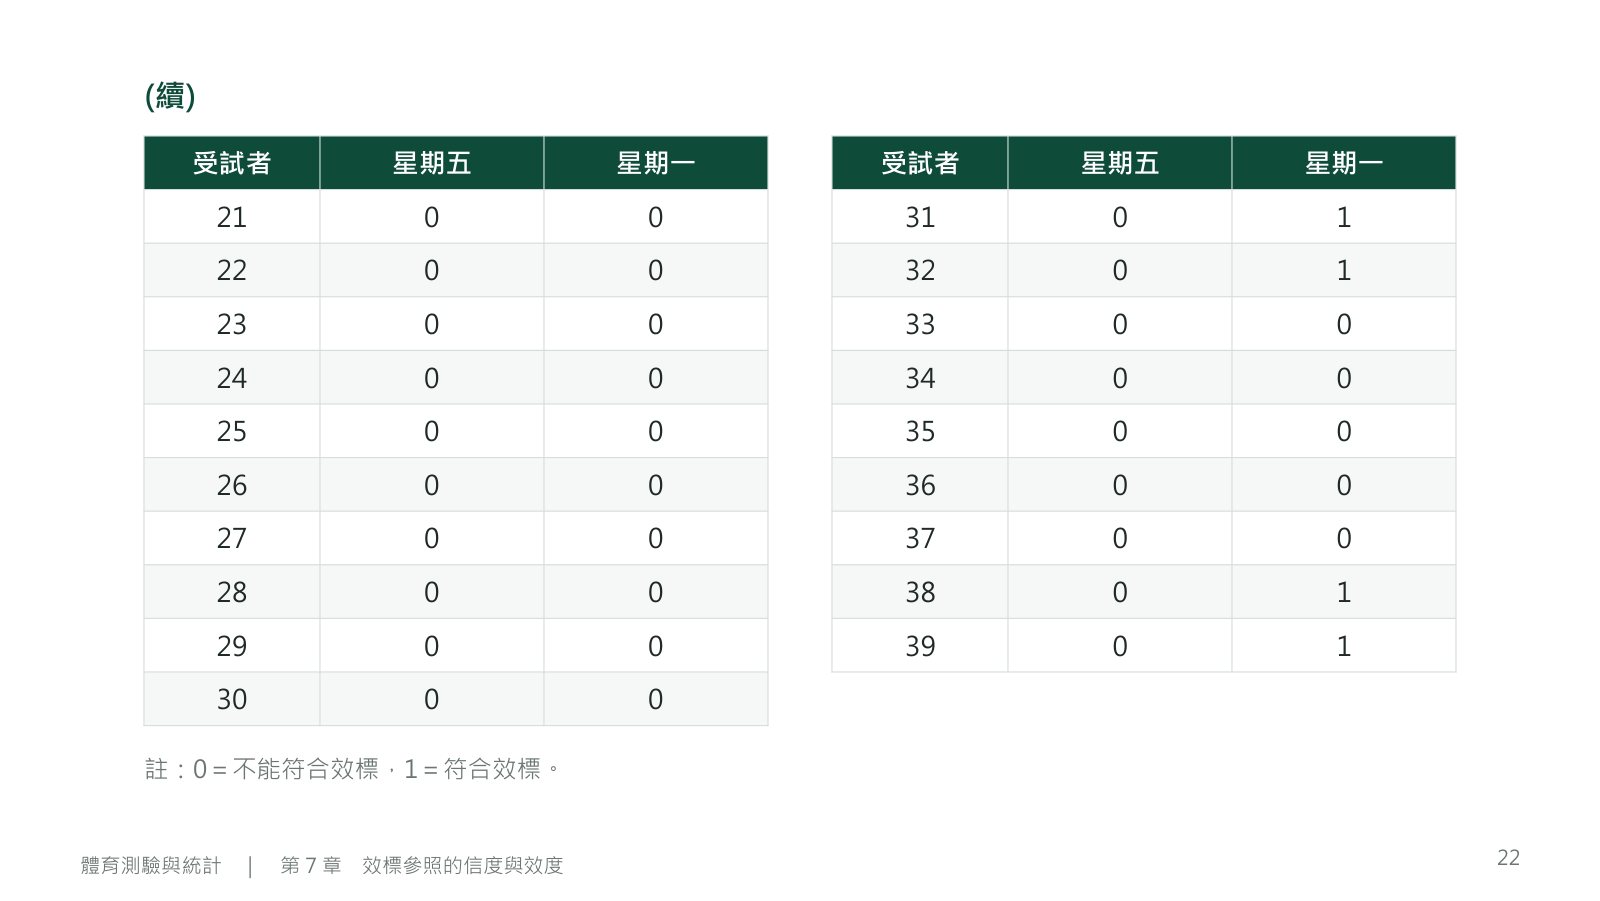 (續)
受試者 星期五 星期一
21 0 0
22 0 0
23 0 0
24 0 0
25 0 0
26 0 0
27 0 0
28 0 0
29 0 0
30 0 0
受試者 星期五 星期一
31 0 1
32 0 1
33 0 0
34 0 0
35 0 0
36 0 0
37 0 0
38 0 1
39 0 1
註：0＝不能符合效標，1＝符合效標。
體育測驗與統計 | 第 7 章 效標參照的信度與效度
22